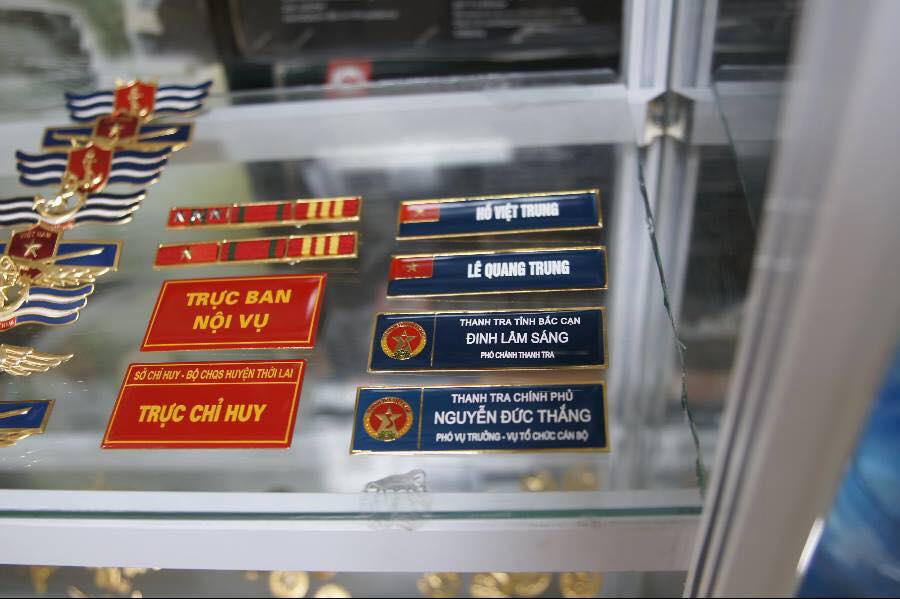 VIỆT NAM
TRỰC BAN
NỘI VỤ
SỞ CHỈ HUY - BỘ CHQS HUYỆN THỚI LAI
TRỰC CHỈ HUY
HỒ VIỆT TRUNG
LÊ QUANG TRUNG
THANH TRA TỈNH BẮC CẠN
ĐINH LÂM SÁNG
PHÓ CHÁNH THANH TRA
THANH TRA CHÍNH PHỦ
NGUYỄN ĐỨC THẮNG
PHÓ VỤ TRƯỞNG - VỤ TỔ CHỨC CÁN BỘ